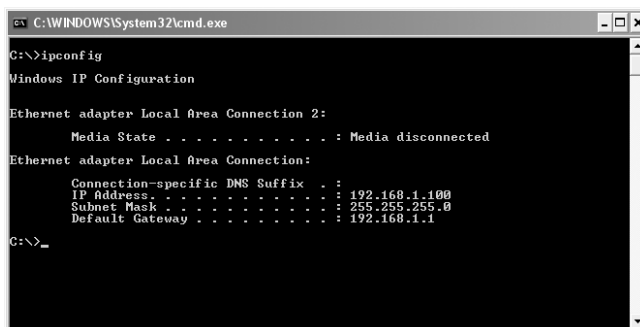 C:\WINDOWS\System32\cmd.exe
C:\>ipconfig
Windows IP Configuration
Ethernet adapter Local Area Connection 2:
Media State . . . . . . . . . . . : Media disconnected
Ethernet adapter Local Area Connection:
Connection-specific DNS Suffix  . :
IP Address. . . . . . . . . . . . : 192.168.1.100
Subnet Mask . . . . . . . . . . . : 255.255.255.0
Default Gateway . . . . . . . . . : 192.168.1.1
C:\>_